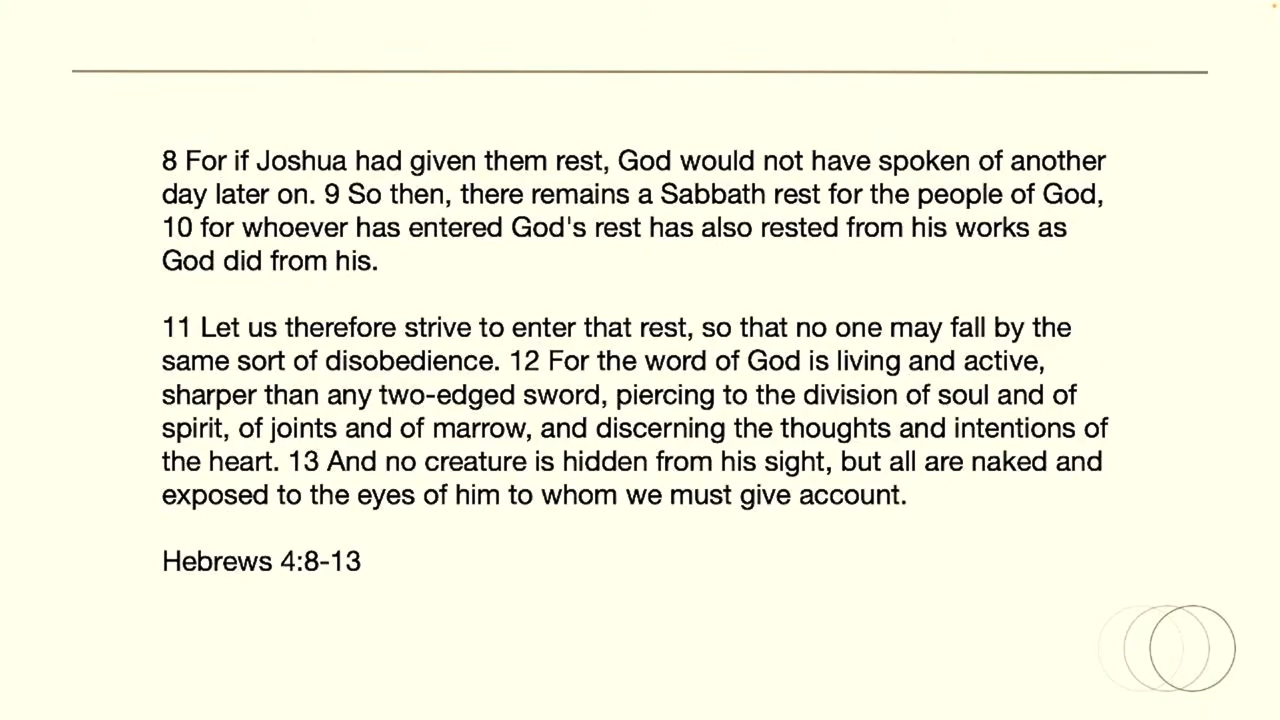 8 For if Joshua had given them rest, God would not have spoken of another
day later on. 9 So then, there remains a Sabbath rest for the people of God,
10 for whoever has entered God's rest has also rested from his works as
God did from his.
11 Let us therefore strive to enter that rest, so that no one may fall by the
same sort of disobedience. 12 For the word of God is living and active,
sharper than any two-edged sword, piercing to the division of soul and of
spirit, of joints and of marrow, and discerning the thoughts and intentions of
the heart. 13 And no creature is hidden from his sight, but all are naked and
exposed to the eyes of him to whom we must give account.
Hebrews 4:8-13